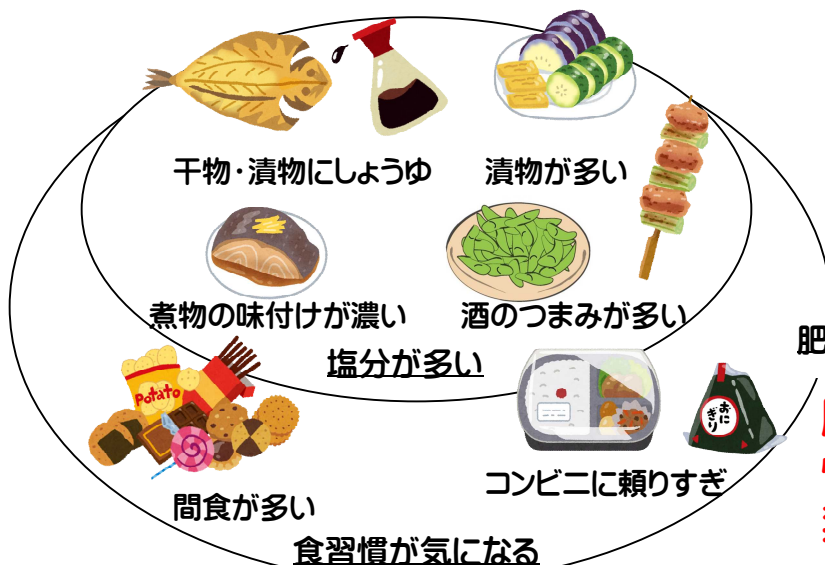 干物・漬物にしょうゆ
漬物が多い
煮物の味付けが濃い
酒のつまみが多い
塩分が多い
肥
Potato
おに
ぎり
間食が多い
コンビニに頼りすぎ
食習慣が気になる